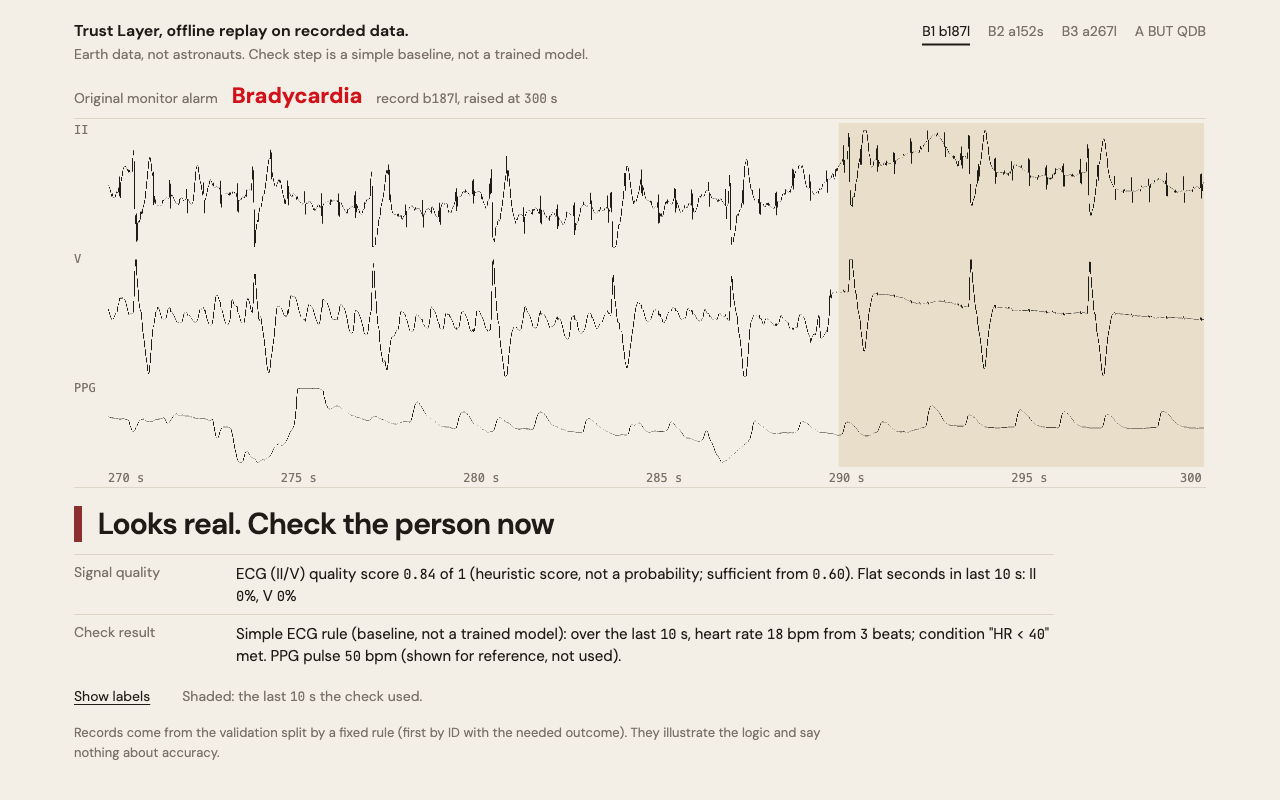 Trust Layer, offline replay on recorded data.
B1 b187l B2 a152s B3 a267l A BUT QDB
Earth data, not astronauts. Check step is a simple baseline, not a trained model.
Original monitor alarm Bradycardia record b187l, raised at 300 s
II
V
PPG
270 s 275 s 280 s 285 s 290 s 295 s 300
Looks real. Check the person now
Signal quality ECG (II/V) quality score 0.84 of 1 (heuristic score, not a probability; sufficient from 0.60). Flat seconds in last 10 s: II
0%, V 0%
Check result Simple ECG rule (baseline, not a trained model): over the last 10 s, heart rate 18 bpm from 3 beats; condition "HR < 40"
met. PPG pulse 50 bpm (shown for reference, not used).
Show labels Shaded: the last 10 s the check used.
Records come from the validation split by a fixed rule (first by ID with the needed outcome). They illustrate the logic and say
nothing about accuracy.